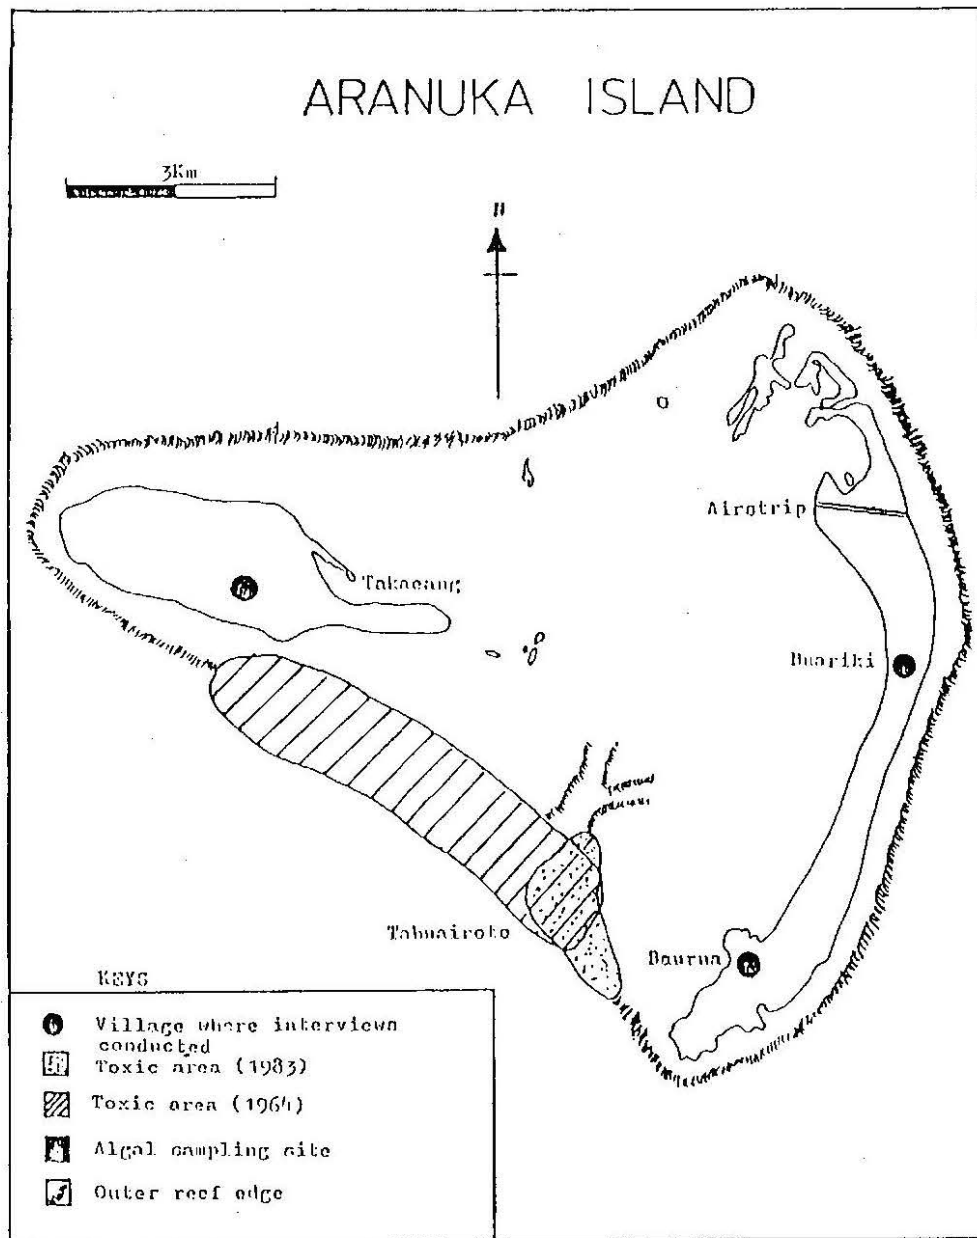 ARANUKA ISLAND
3Km
N
Airstrip
Takaeang
Buariki
Tabuairoto
Baurua
KEYS
Village where interviews
conducted
Toxic area (1983)
Toxic area (1964)
Algal sampling site
Outer reef edge